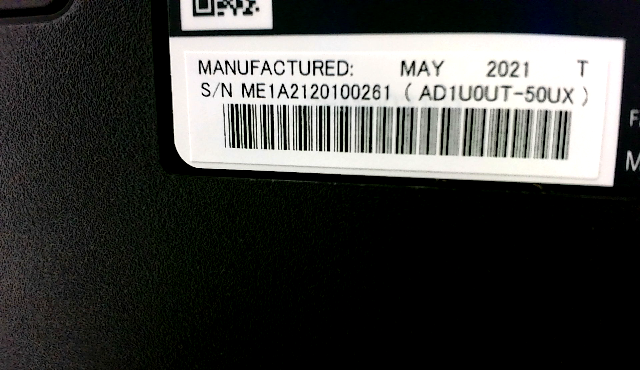 MANUFACTURED: MAY 2021 T
S/N ME1A2120100261 ( AD1U0UT-50UX )